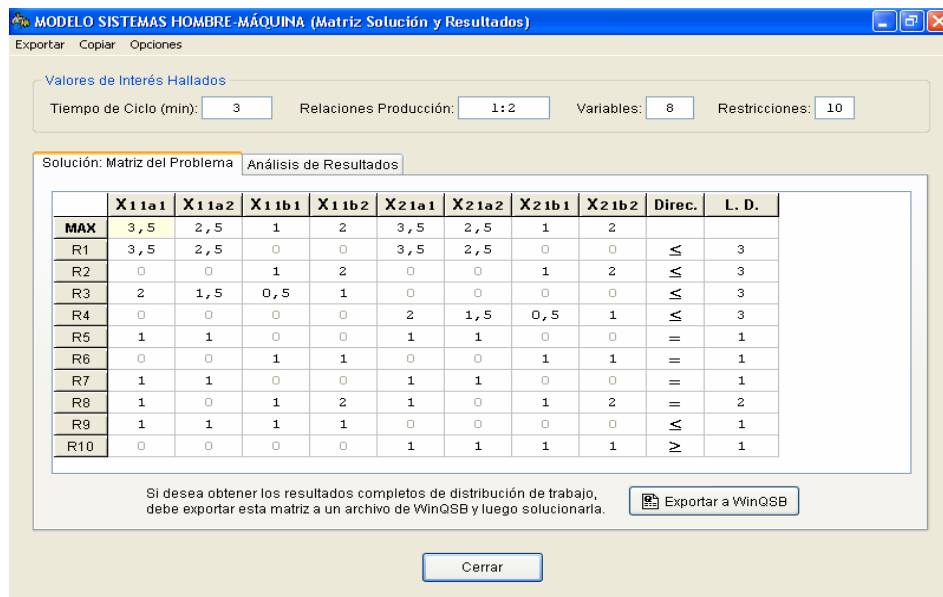 MODELO SISTEMAS HOMBRE-MÁQUINA (Matriz Solución y Resultados)
Exportar Copiar Opciones
Valores de Interés Hallados
Tiempo de Ciclo (min): 3 Relaciones Producción: 1:2 Variables: 8 Restricciones: 10
Solución: Matriz del Problema Análisis de Resultados
X11a1 X11a2 X11b1 X11b2 X21a1 X21a2 X21b1 X21b2 Direc. L. D.
MAX 3,5 2,5 1 2 3,5 2,5 1 2
R1 3,5 2,5 0 0 3,5 2,5 0 0 ≤ 3
R2 0 0 1 2 0 0 1 2 ≤ 3
R3 2 1,5 0,5 1 0 0 0 0 ≤ 3
R4 0 0 0 0 2 1,5 0,5 1 ≤ 3
R5 1 1 0 0 1 1 0 0 = 1
R6 0 0 1 1 0 0 1 1 = 1
R7 1 1 0 0 1 1 0 0 = 1
R8 1 0 1 2 1 0 1 2 = 2
R9 1 1 1 1 0 0 0 0 ≤ 1
R10 0 0 0 0 1 1 1 1 ≥ 1
Si desea obtener los resultados completos de distribución de trabajo,
debe exportar esta matriz a un archivo de WinQSB y luego solucionarla.
Exportar a WinQSB
Cerrar